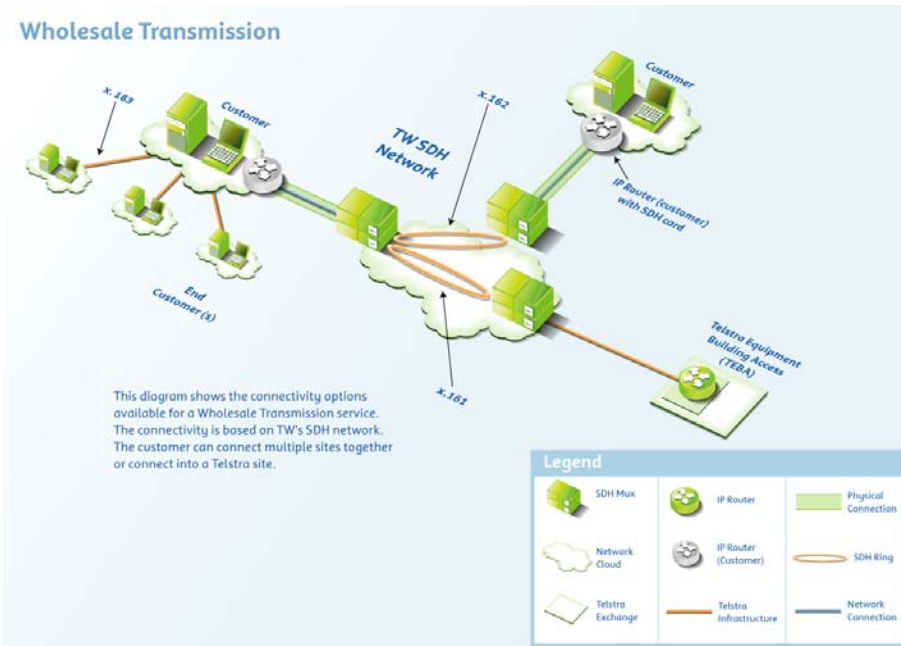 Wholesale Transmission
x.163
Customer
TW SDH
Network
x.162
Customer
IP Router (customer)
with SDH card
End
Customer (s)
x.161
Telstra Equipment
Building Access
(TEBA)
This diagram shows the connectivity options
available for a Wholesale Transmission service.
The connectivity is based on TW's SDH network.
The customer can connect multiple sites together
or connect into a Telstra site.
Legend
SDH Mux
IP Router
Physical
Connection
Network
Cloud
IP Router
(Customer)
SDH Ring
Telstra
Exchange
Telstra
Infrastructure
Network
Connection